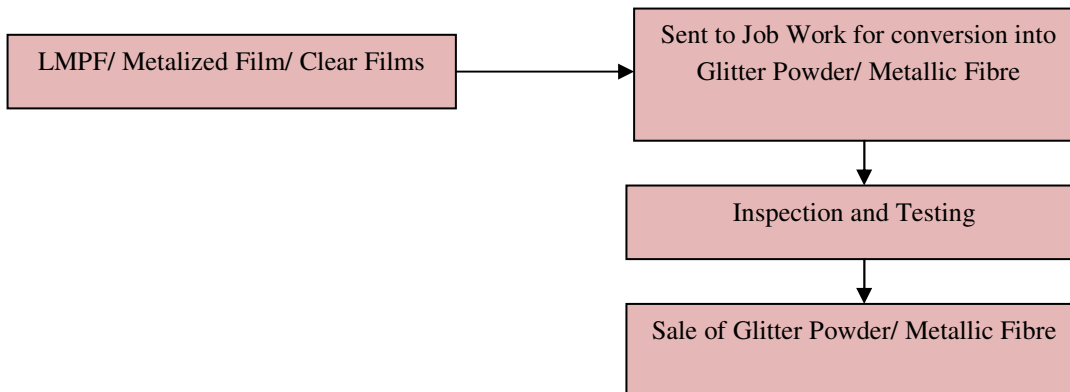 LMPF/ Metalized Film/ Clear Films
Sent to Job Work for conversion into
Glitter Powder/ Metallic Fibre
Inspection and Testing
Sale of Glitter Powder/ Metallic Fibre